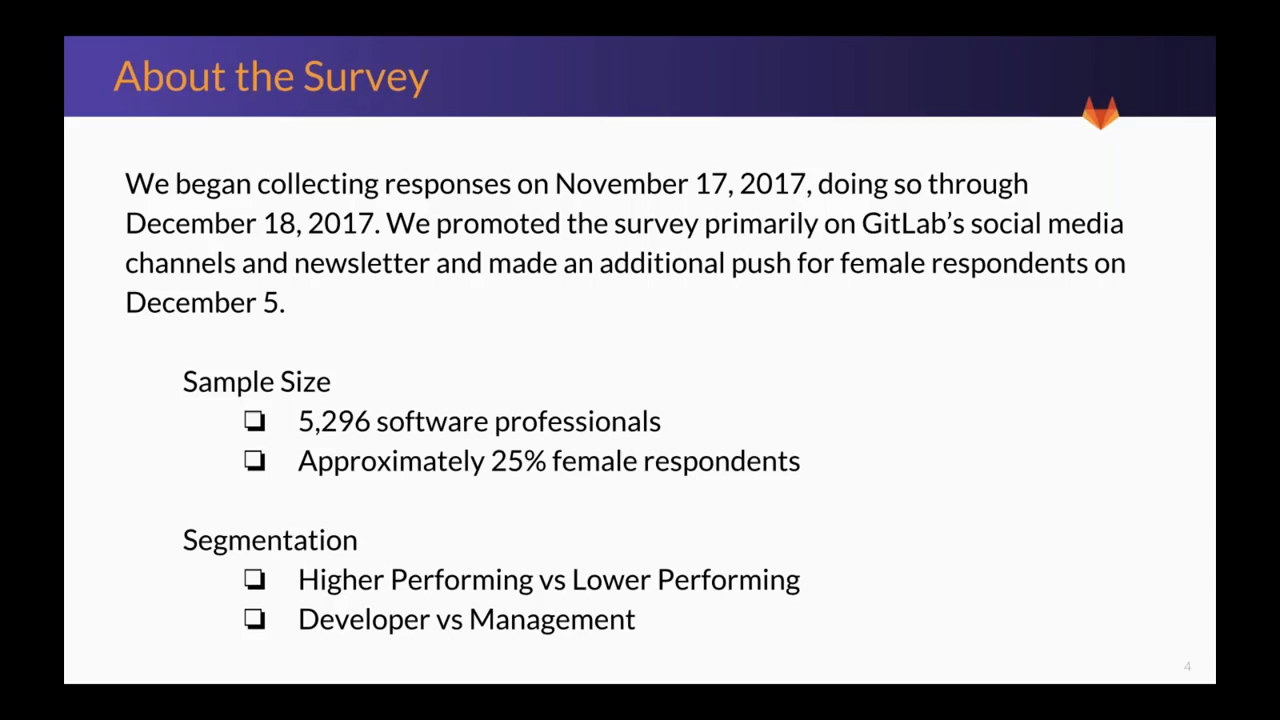 About the Survey
We began collecting responses on November 17, 2017, doing so through
December 18, 2017. We promoted the survey primarily on GitLab’s social media
channels and newsletter and made an additional push for female respondents on
December 5.
Sample Size
❏ 5,296 software professionals
❏ Approximately 25% female respondents
Segmentation
❏ Higher Performing vs Lower Performing
❏ Developer vs Management
4